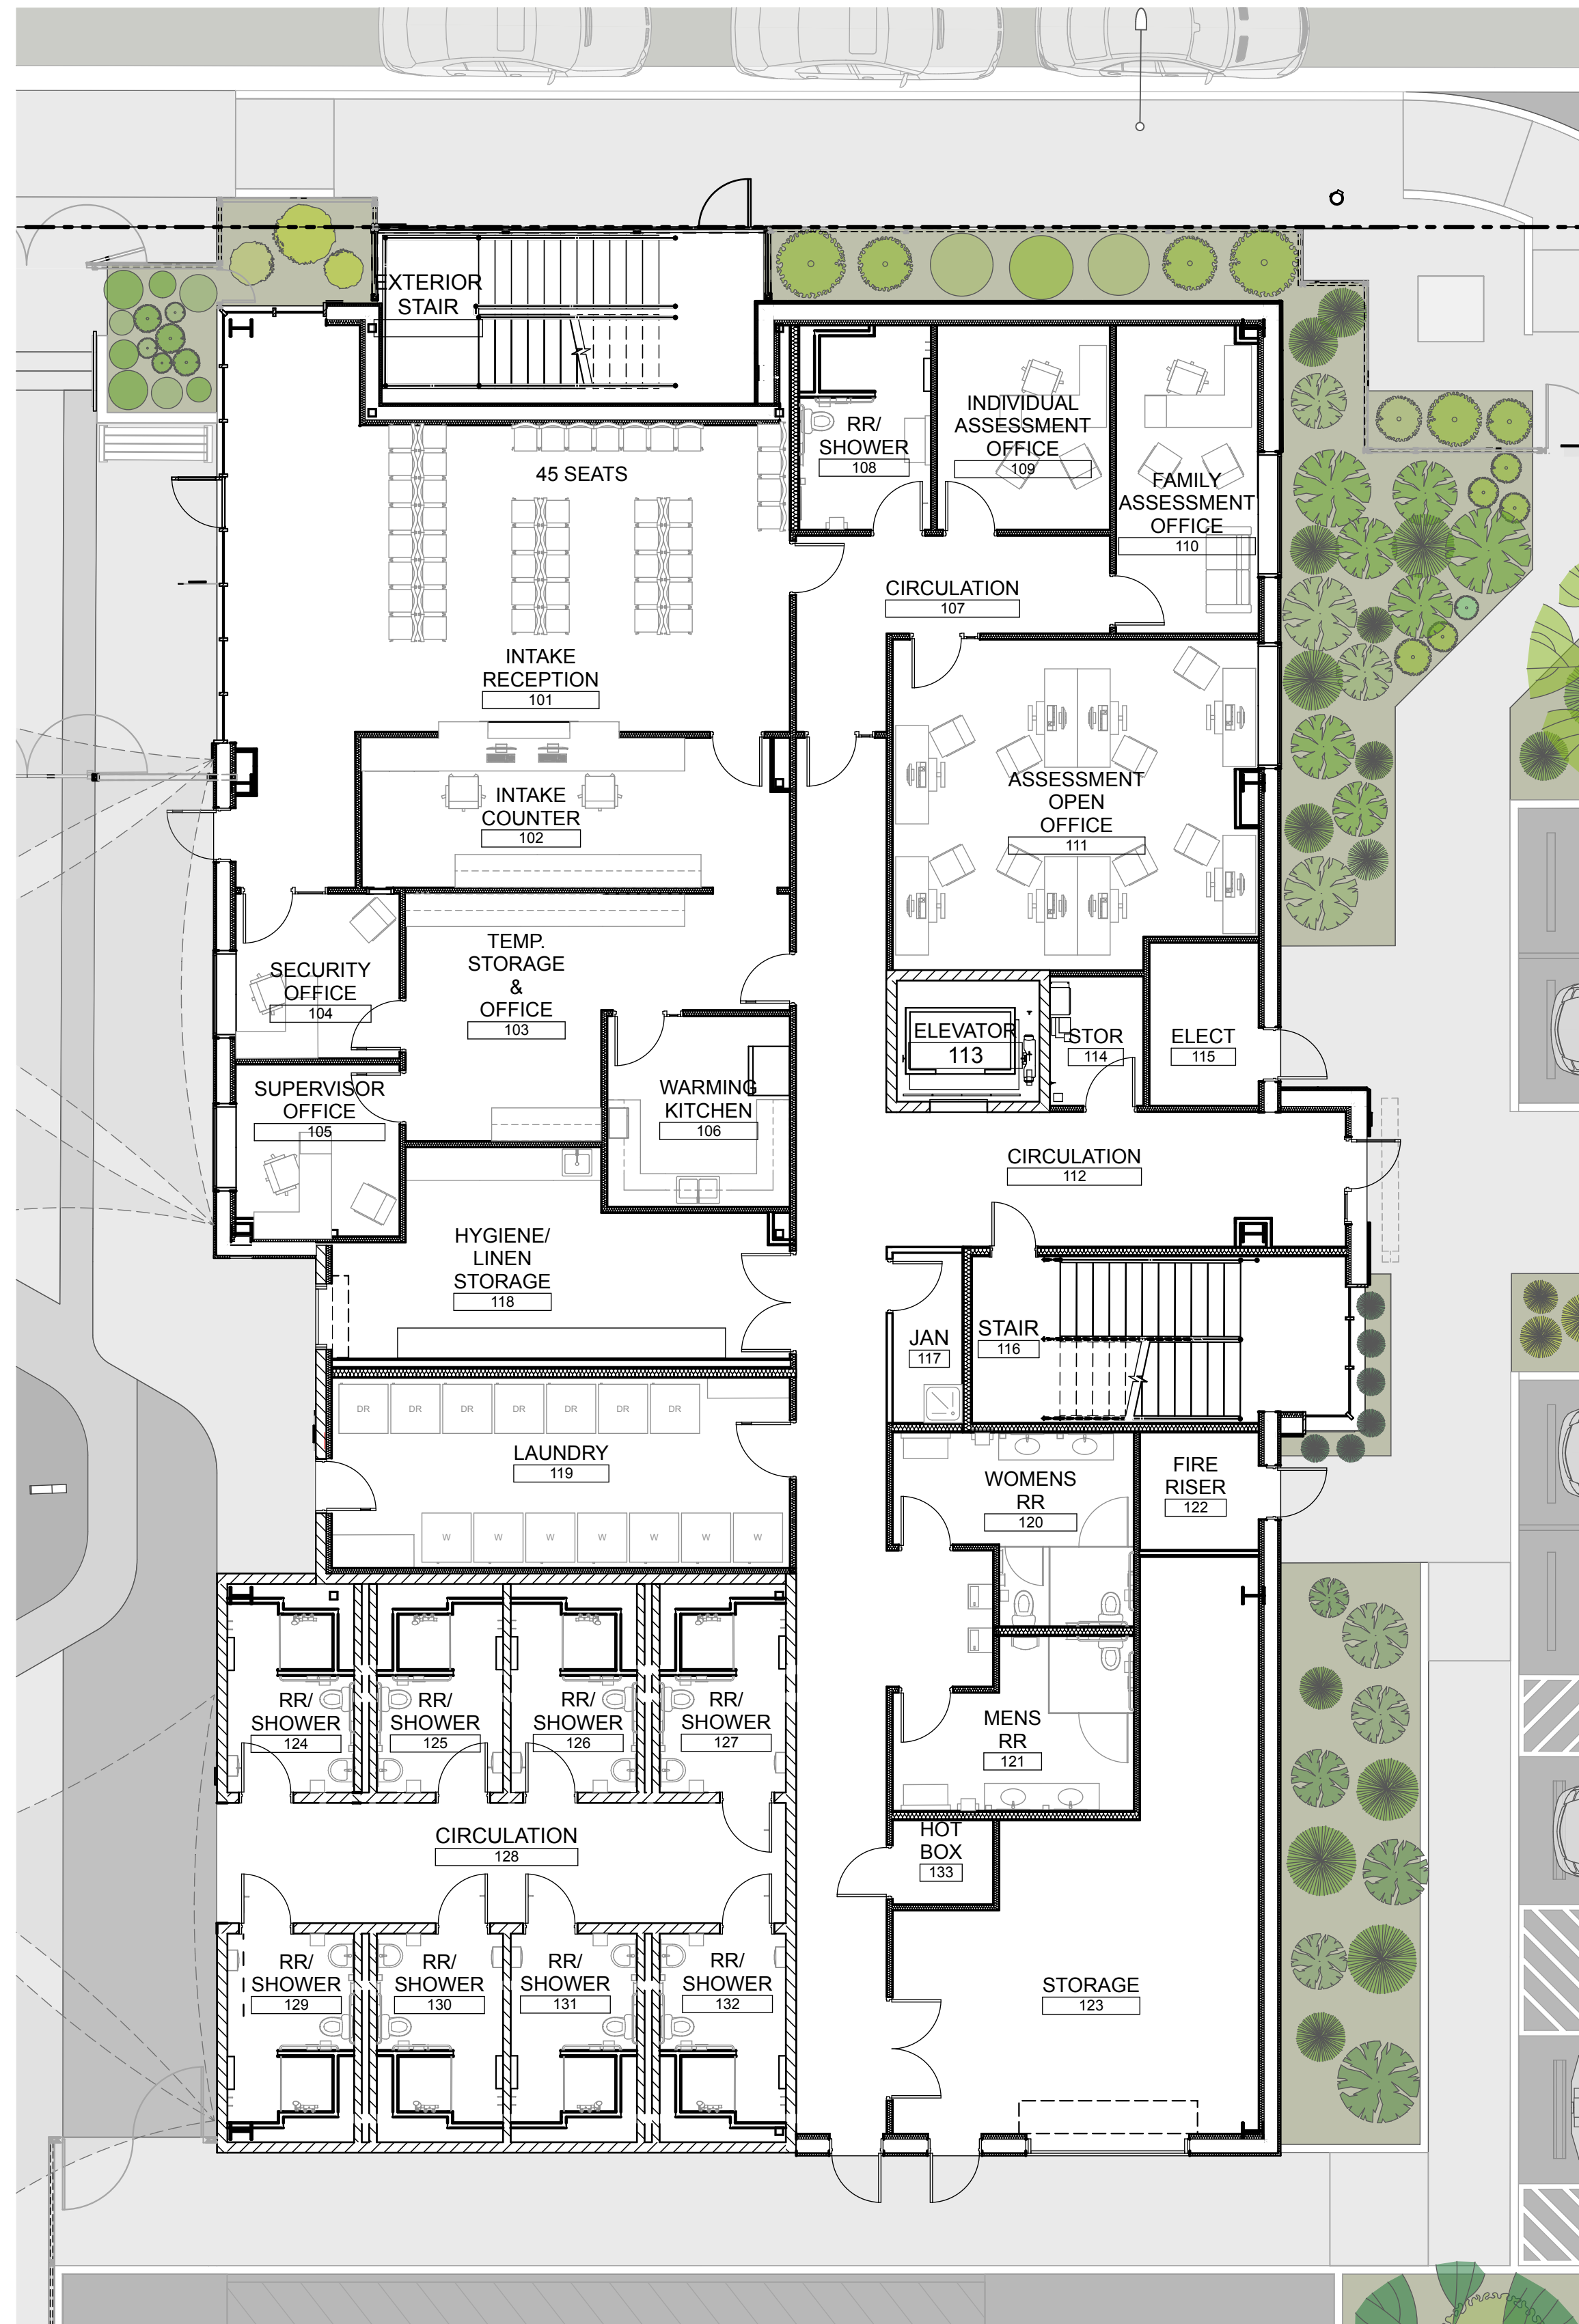 EXTERIOR
STAIR
45 SEATS
RR/
SHOWER
108
INDIVIDUAL
ASSESSMENT
OFFICE
109
FAMILY
ASSESSMENT
OFFICE
110
CIRCULATION
107
INTAKE
RECEPTION
101
INTAKE
COUNTER
102
ASSESSMENT
OPEN
OFFICE
111
SECURITY
OFFICE
104
TEMP.
STORAGE
&
OFFICE
103
ELEVATOR
113
STOR
114
ELECT
115
SUPERVISOR
OFFICE
105
WARMING
KITCHEN
106
CIRCULATION
112
HYGIENE/
LINEN
STORAGE
118
JAN
117
STAIR
116
DR DR DR DR DR DR DR
LAUNDRY
119
W W W W W W W
WOMENS
RR
120
FIRE
RISER
122
RR/
SHOWER
124
RR/
SHOWER
125
RR/
SHOWER
126
RR/
SHOWER
127
MENS
RR
121
CIRCULATION
128
HOT
BOX
133
RR/
SHOWER
129
RR/
SHOWER
130
RR/
SHOWER
131
RR/
SHOWER
132
STORAGE
123